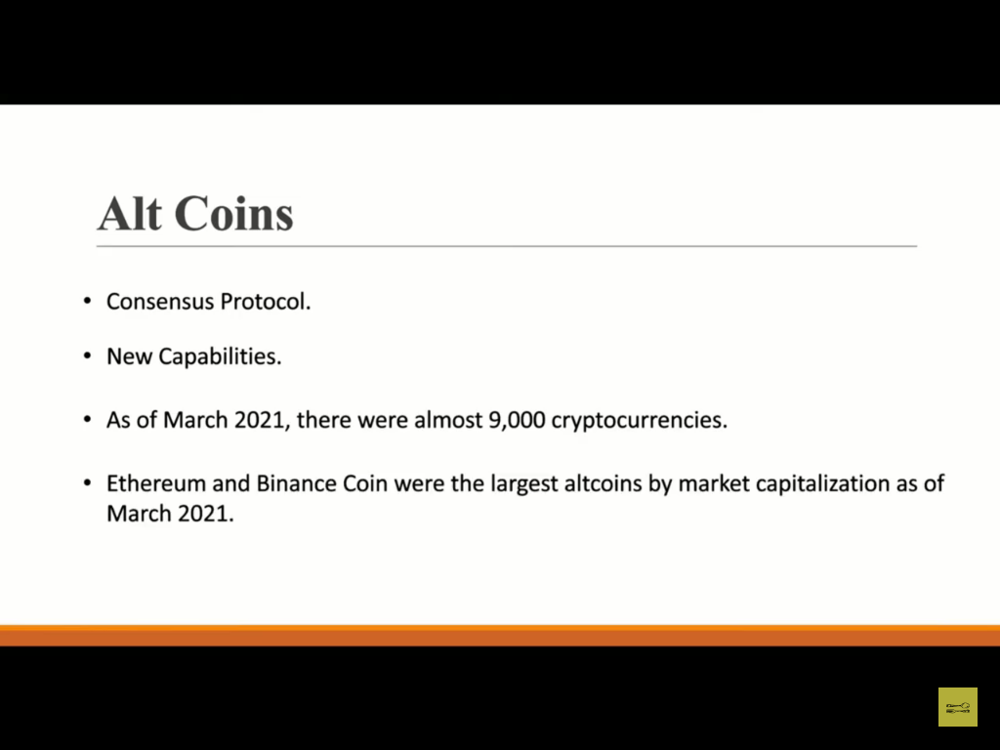 Alt Coins
• Consensus Protocol.
• New Capabilities.
• As of March 2021, there were almost 9,000 cryptocurrencies.
• Ethereum and Binance Coin were the largest altcoins by market capitalization as of
March 2021.